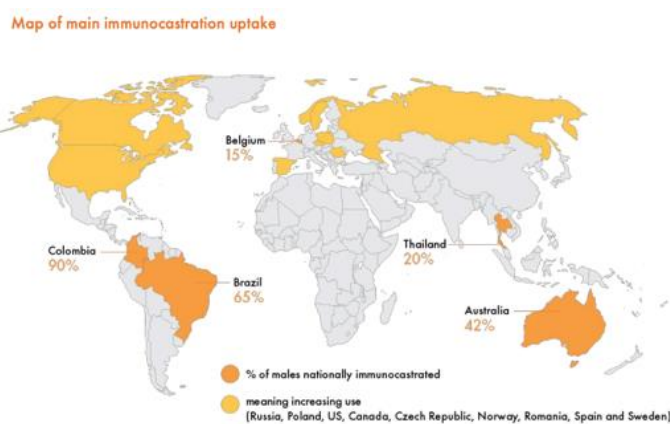 Map of main immunocastration uptake
Belgium
15%
Colombia
90%
Brazil
65%
Thailand
20%
Australia
42%
% of males nationally immunocastrated
meaning increasing use
(Russia, Poland, US, Canada, Czech Republic, Norway, Romania, Spain and Sweden)